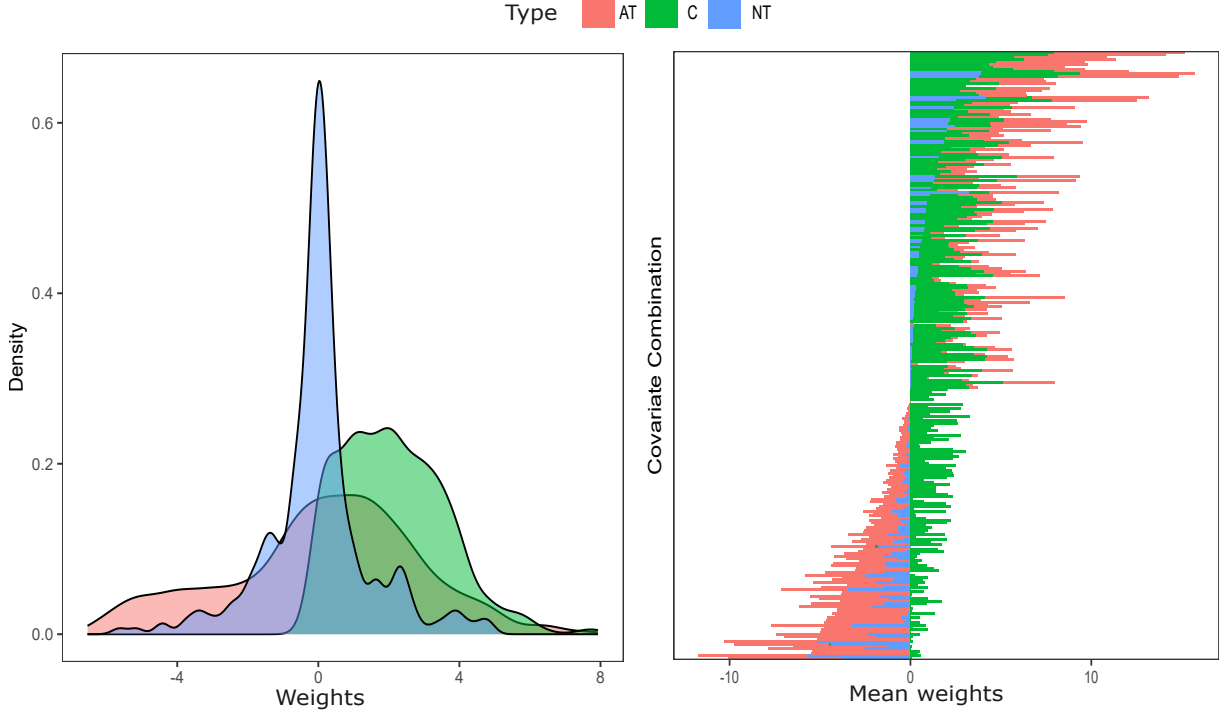 Type AT C NT
0.6
0.4
0.2
0.0
Density
-4 0 4 8
Weights
Covariate Combination
-10 0 10
Mean weights